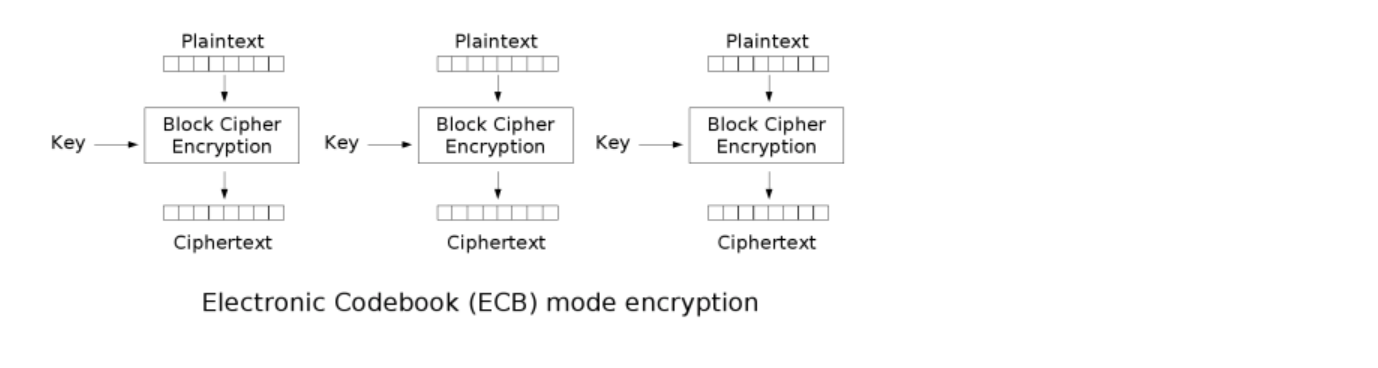 Plaintext
Plaintext
Plaintext
Block Cipher
Encryption
Block Cipher
Encryption
Block Cipher
Encryption
Key
Key
Key
Ciphertext
Ciphertext
Ciphertext
Electronic Codebook (ECB) mode encryption